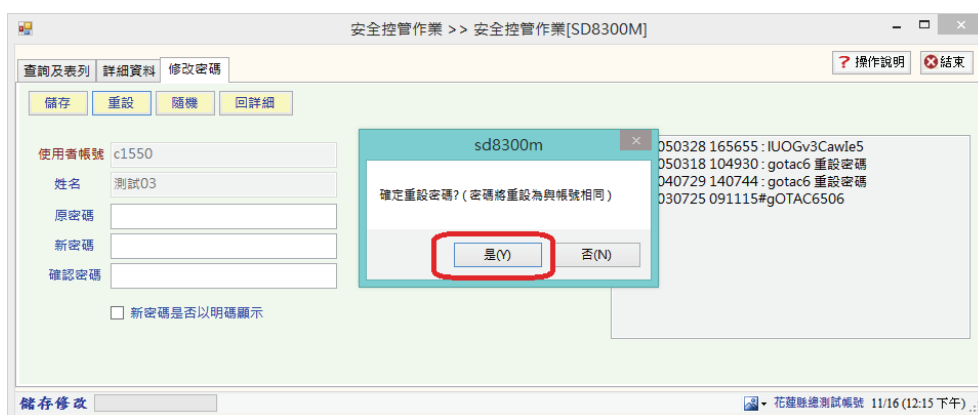 安全控管作業 >> 安全控管作業[SD8300M]
查詢及表列 詳細資料 修改密碼
? 操作說明 結束
儲存 重設 隨機 回詳細
使用者帳號 c1550
姓名 測試03
原密碼
新密碼
確認密碼
新密碼是否以明碼顯示
sd8300m
確定重設密碼?(密碼將重設為與帳號相同)
是(Y) 否(N)
050328 165655 : IUOGv3CawIe5
050318 104930 : gotac6 重設密碼
040729 140744 : gotac6 重設密碼
030725 091115#gOTAC6506
儲存修改
花蓮縣總測試帳號 11/16 (12:15 下午)